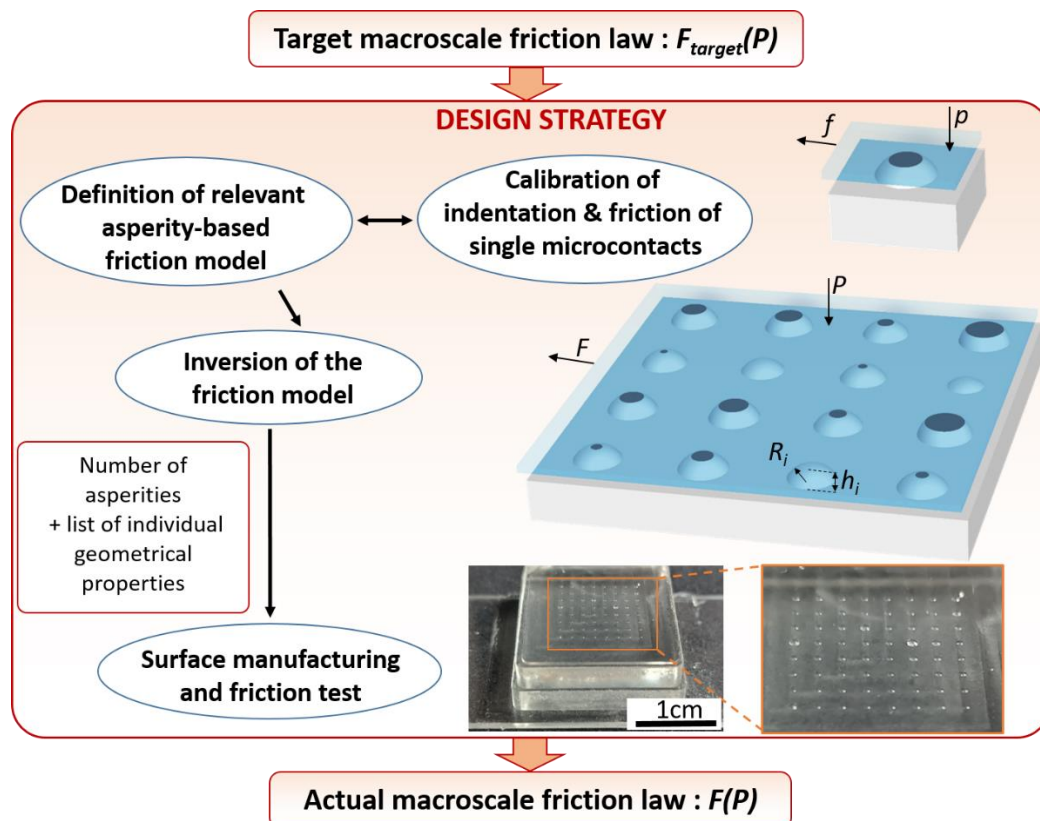 Target macroscale friction law : F_target(P)
DESIGN STRATEGY
Definition of relevant
asperity-based
friction model
Calibration of
indentation & friction of
single microcontacts
f
p
Inversion of the
friction model
P
F
R_i
h_i
Number of
asperities
+ list of individual
geometrical
properties
Surface manufacturing
and friction test
1cm
Actual macroscale friction law : F(P)